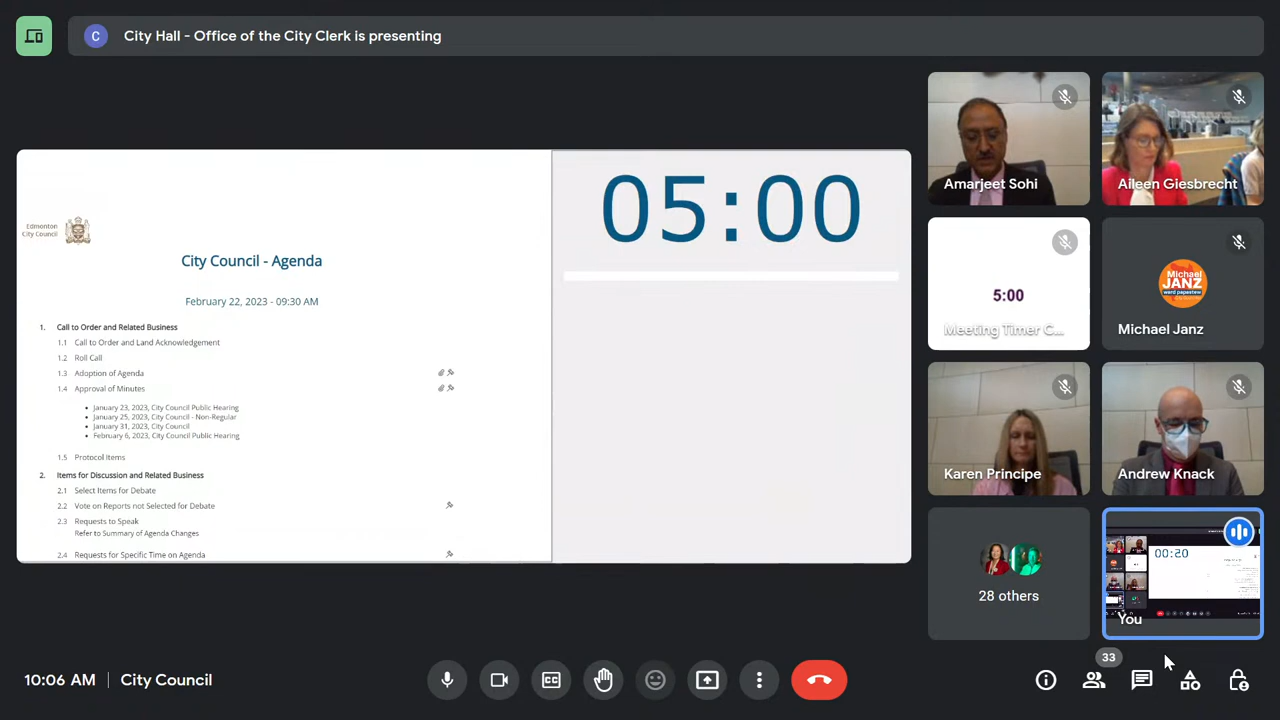 C
City Hall - Office of the City Clerk is presenting
Edmonton
City Council
City Council - Agenda
February 22, 2023 - 09:30 AM
1. Call to Order and Related Business
1.1 Call to Order and Land Acknowledgement
1.2 Roll Call
1.3 Adoption of Agenda
1.4 Approval of Minutes
• January 23, 2023, City Council Public Hearing
• January 25, 2023, City Council - Non-Regular
• January 31, 2023, City Council
• February 6, 2023, City Council Public Hearing
1.5 Protocol Items
2. Items for Discussion and Related Business
2.1 Select Items for Debate
2.2 Vote on Reports not Selected for Debate
2.3 Requests to Speak
Refer to Summary of Agenda Changes
2.4 Requests for Specific Time on Agenda
05:00
Amarjeet Sohi
Aileen Giesbrecht
5:00
Meeting Timer C...
Michael JANZ
ward papastew
Michael Janz
Karen Principe
Andrew Knack
28 others
You
10:06 AM | City Council
33